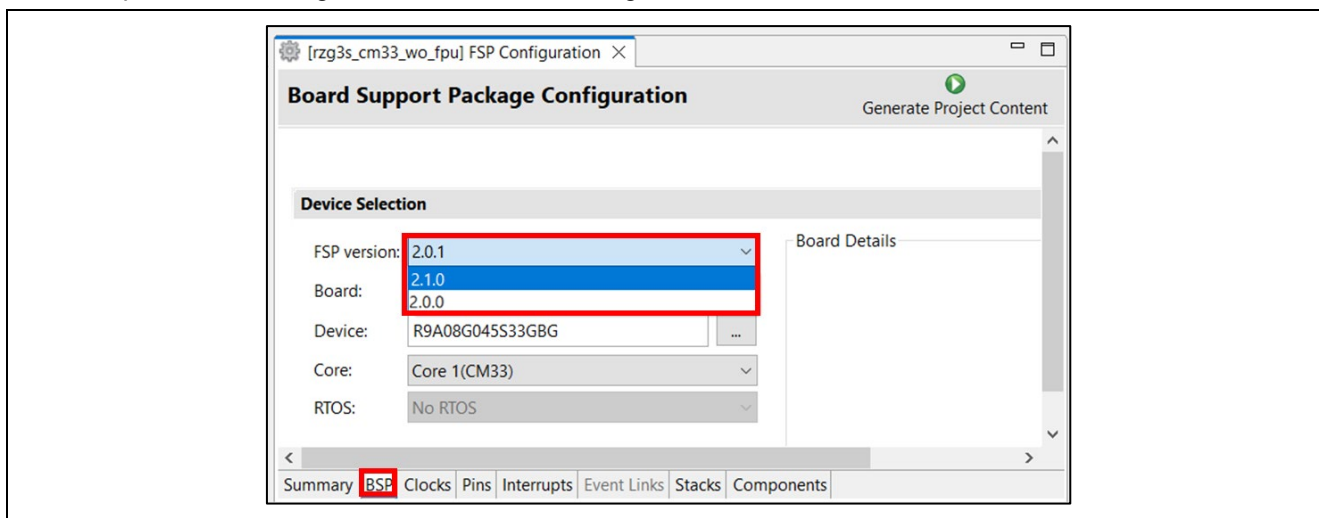 [rzg3s_cm33_wo_fpu] FSP Configuration
Board Support Package Configuration
Generate Project Content
Device Selection
FSP version: 2.0.1
Board Details
2.1.0
Board:
2.0.0
Device: R9A08G045S33GBG ...
Core: Core 1(CM33)
RTOS: No RTOS
Summary BSP Clocks Pins Interrupts Event Links Stacks Components